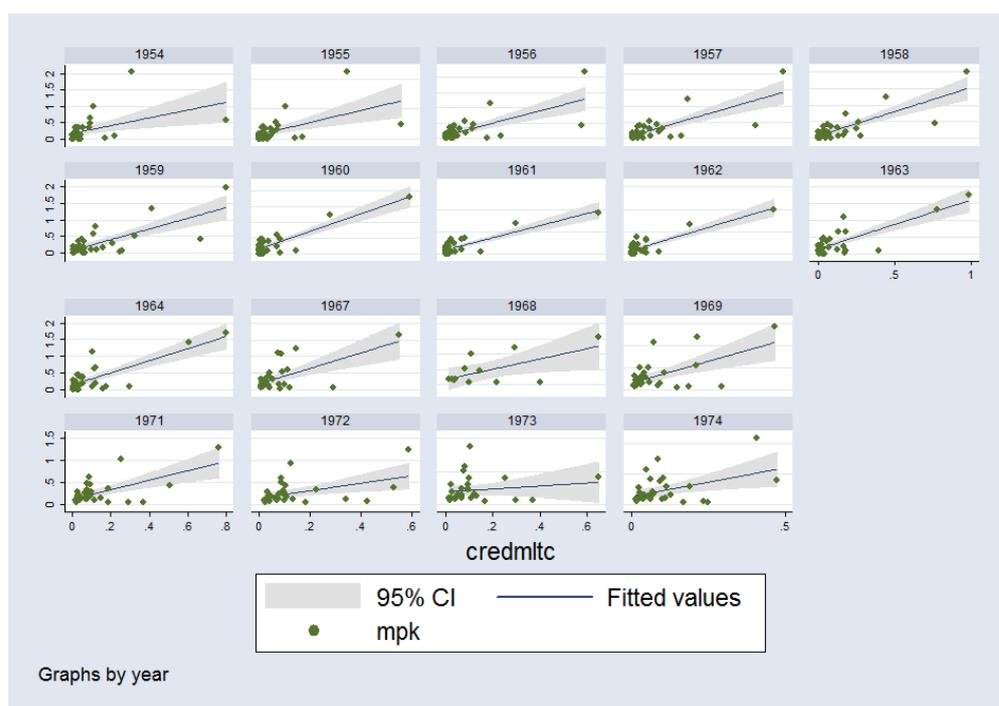 1954 1955 1956 1957 1958
0 .5 1 1.5 2
1959 1960 1961 1962 1963
0 .5 1 1.5 2
0 .5 1
1964 1967 1968 1969
0 .5 1 1.5 2
1971 1972 1973 1974
0 .5 1 1.5
0 .2 .4 .6 .8 0 .2 .4 .6 0 .2 .4 .6 0 .5
credmltc
95% CI Fitted values
mpk
Graphs by year